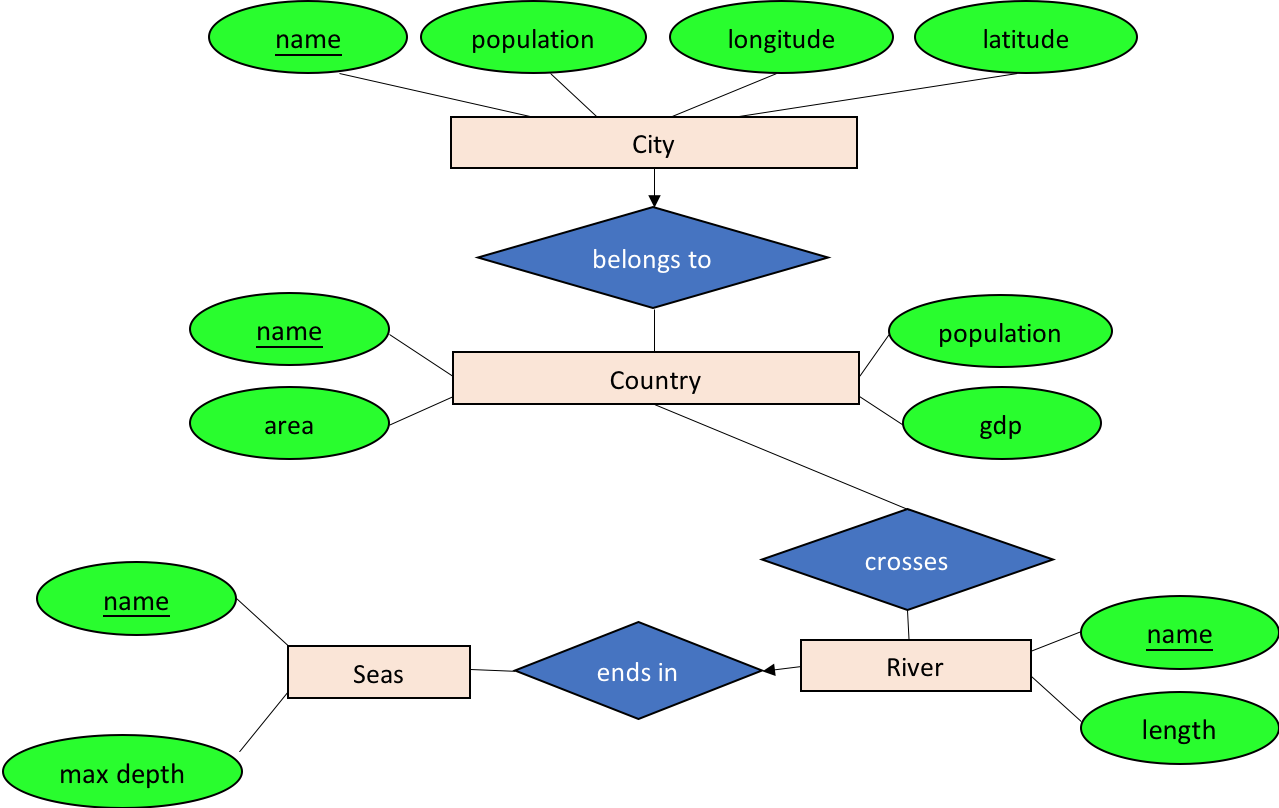 name
population
longitude
latitude
City
belongs to
name
population
Country
area
gdp
crosses
name
name
Seas
ends in
River
length
max depth